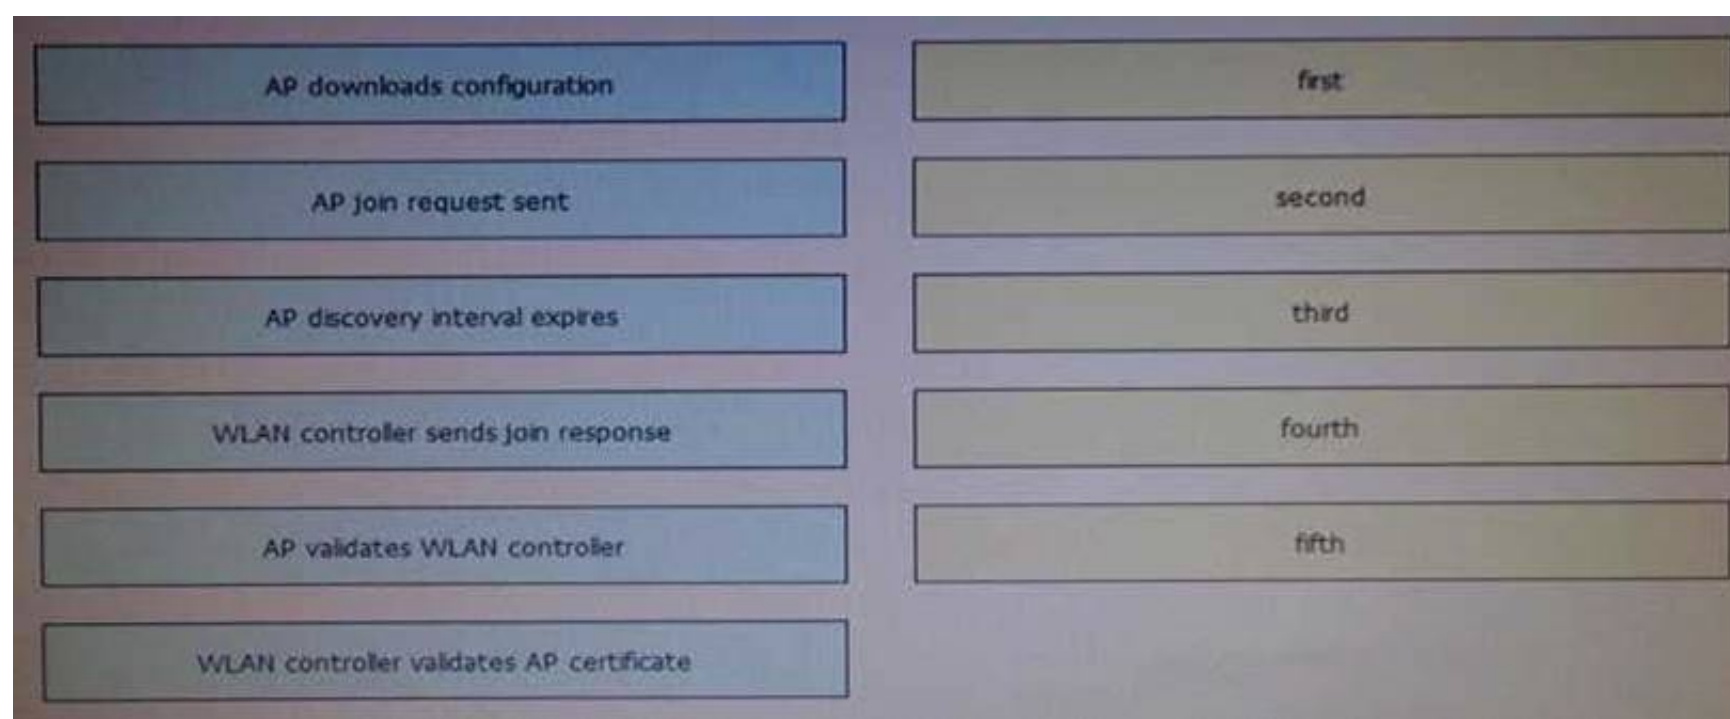 AP downloads configuration
first
AP join request sent
second
AP discovery interval expires
third
WLAN controller sends join response
fourth
AP validates WLAN controller
fifth
WLAN controller validates AP certificate